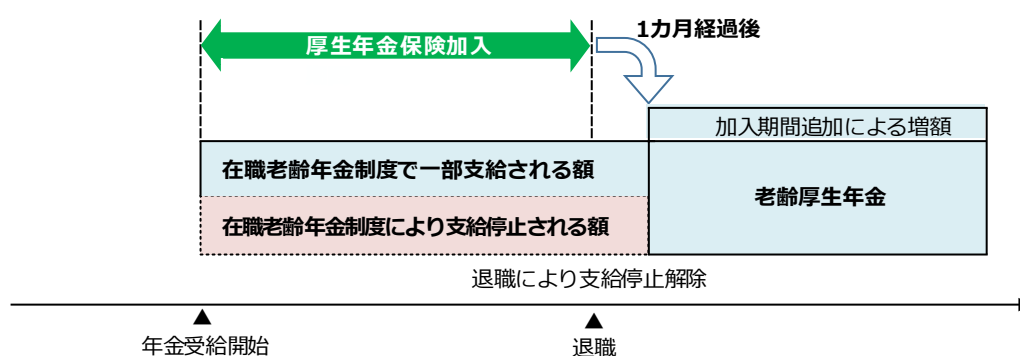 1カ月経過後
厚生年金保険加入
加入期間追加による増額
在職老齢年金制度で一部支給される額
老齢厚生年金
在職老齢年金制度により支給停止される額
退職により支給停止解除
▲
▲
年金受給開始
退職